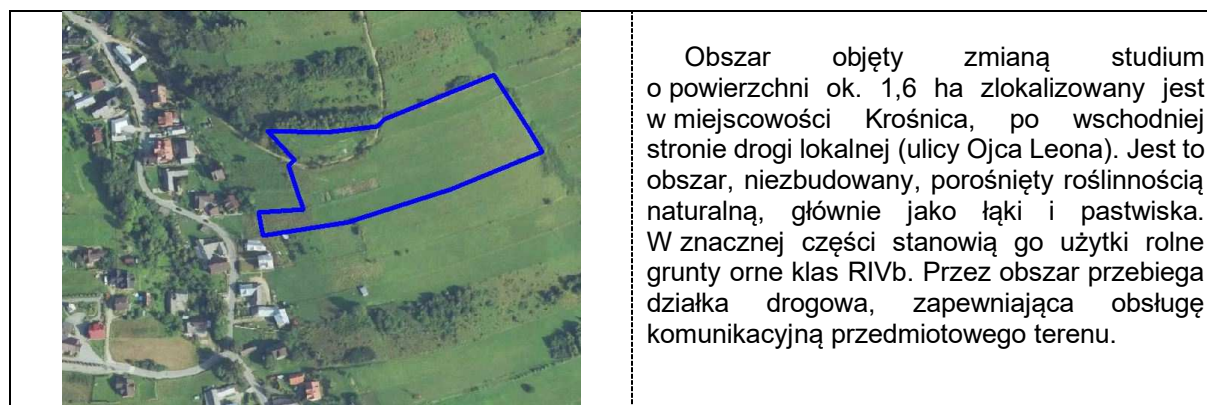 Obszar objęty zmianą studium
o powierzchni ok. 1,6 ha zlokalizowany jest
w miejscowości Krośnica, po wschodniej
stronie drogi lokalnej (ulicy Ojca Leona). Jest to
obszar, niezbudowany, porośnięty roślinnością
naturalną, głównie jako łąki i pastwiska.
W znacznej części stanowią go użytki rolne
grunty orne klas RIVb. Przez obszar przebiega
działka drogowa, zapewniająca obsługę
komunikacyjną przedmiotowego terenu.